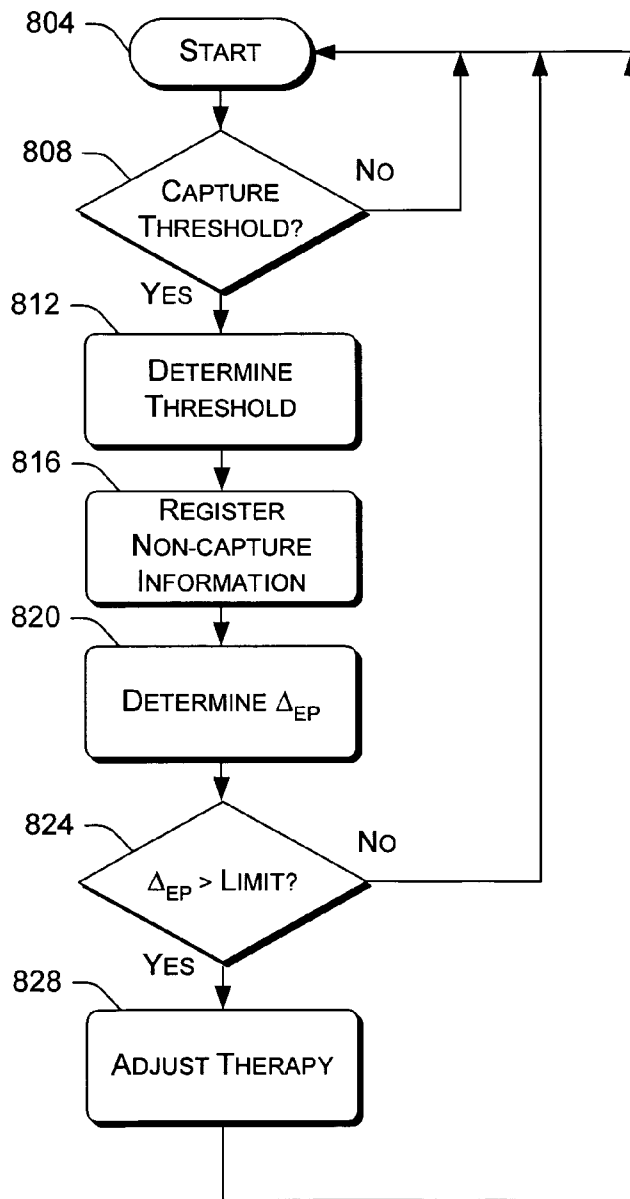 804
START
808
NO
CAPTURE
THRESHOLD?
YES
812
DETERMINE
THRESHOLD
816
REGISTER
NON-CAPTURE
INFORMATION
820
DETERMINE ΔEP
824
NO
ΔEP > LIMIT?
YES
828
ADJUST THERAPY